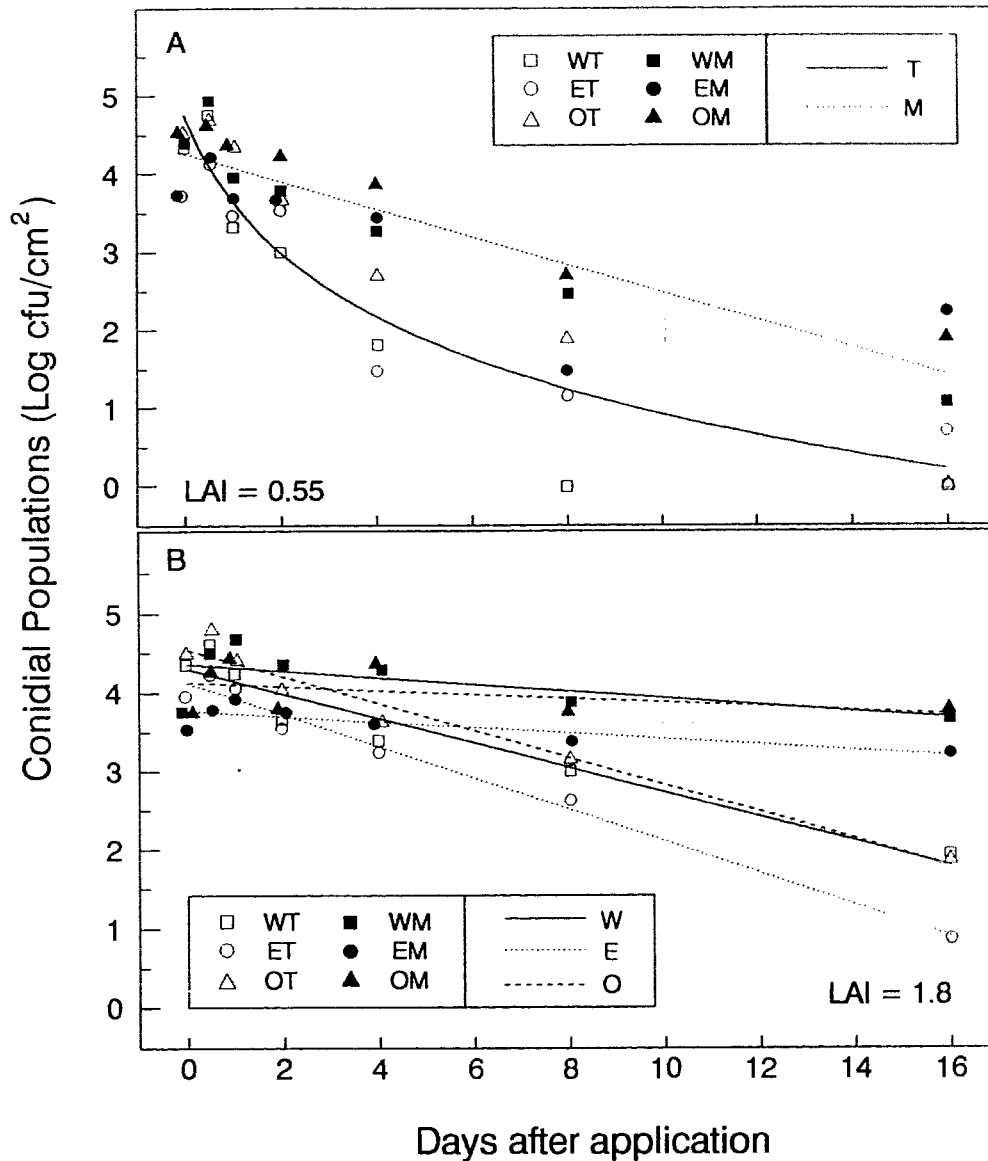 A
WT WM
ET EM
OT OM
T
M
5
4
3
2
1
0
LAI = 0.55
Conidial Populations (Log cfu/cm²)
B
5
4
3
2
1
0
WT WM
ET EM
OT OM
W
E
O
LAI = 1.8
0 2 4 6 8 10 12 14 16
Days after application